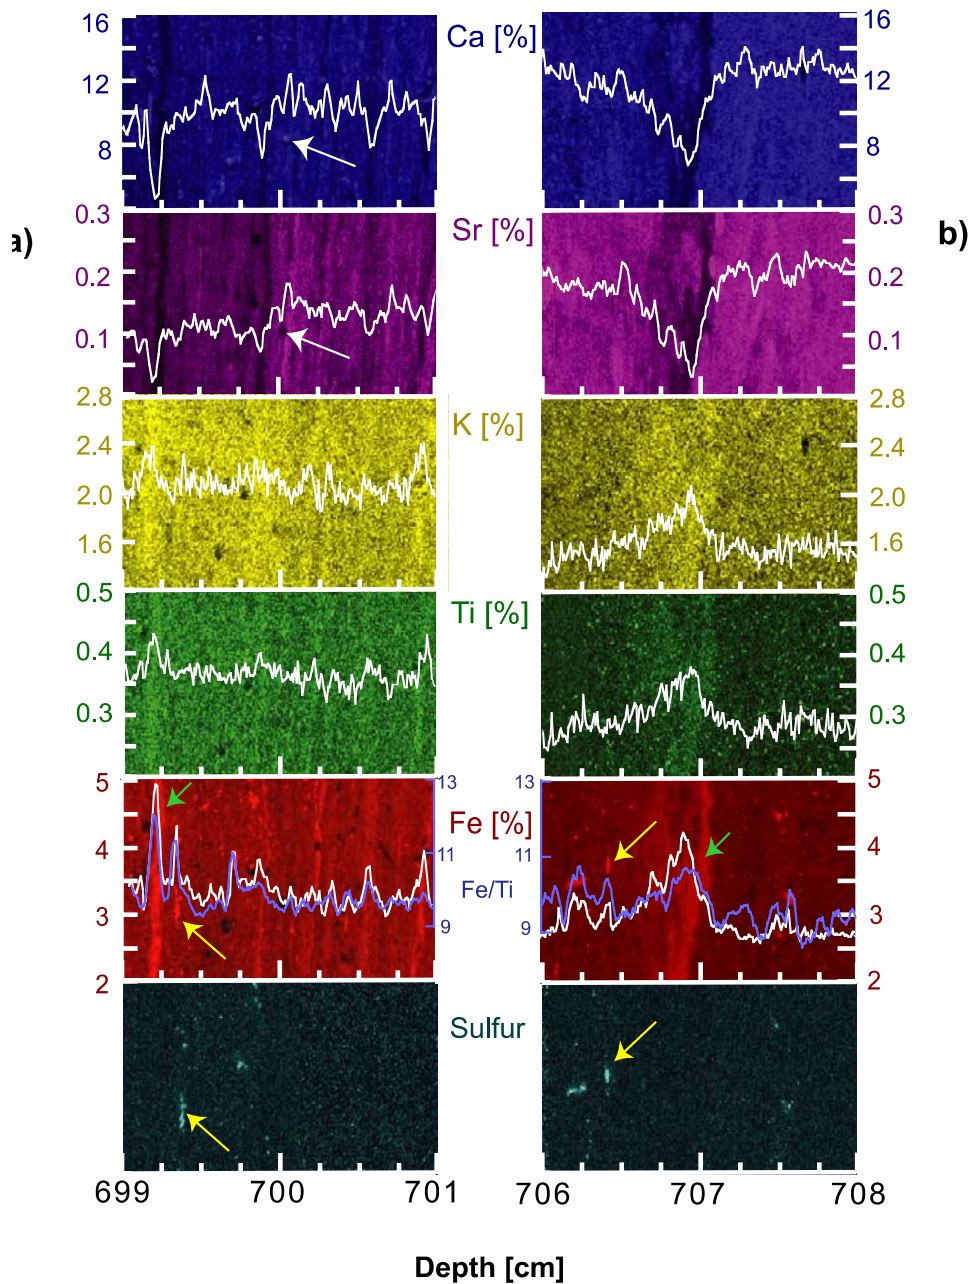 16 Ca [%] 16
12 12
8 8
0.3 Sr [%] 0.3
a) b)
0.2 0.2
0.1 0.1
2.8 2.8
2.4 K [%] 2.4
2.0 2.0
1.6 1.6
0.5 0.5
Ti [%]
0.4 0.4
0.3 0.3
5 13 11 5
4 Fe [%] 4
11 11
Fe/Ti
3 9 9 3
2 2
Sulfur
699 700 701 706 707 708
Depth [cm]